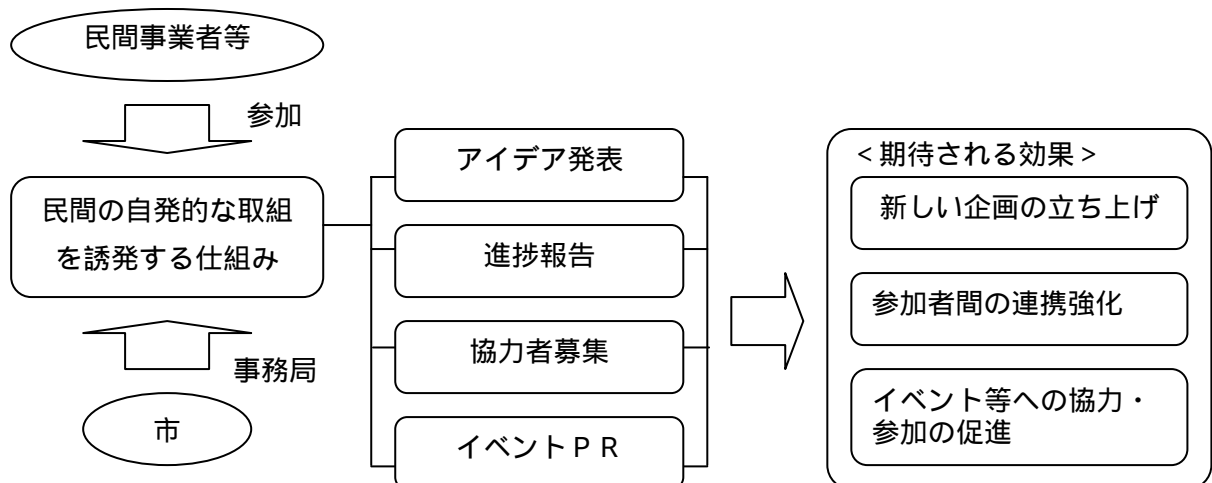 民間事業者等
参加
民間の自発的な取組
を誘発する仕組み
事務局
市
アイデア発表
進捗報告
協力者募集
イベントＰＲ
＜期待される効果＞
新しい企画の立ち上げ
参加者間の連携強化
イベント等への協力・
参加の促進